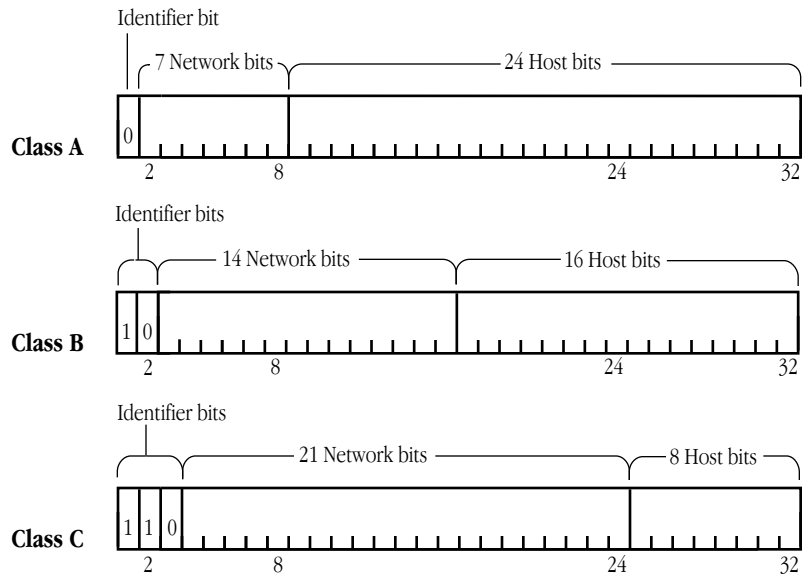 Identifier bit
7 Network bits 24 Host bits
0
Class A
2 8 24 32
Identifier bits
14 Network bits 16 Host bits
1 0
Class B
2 8 24 32
Identifier bits
21 Network bits 8 Host bits
1 1 0
Class C
2 8 24 32